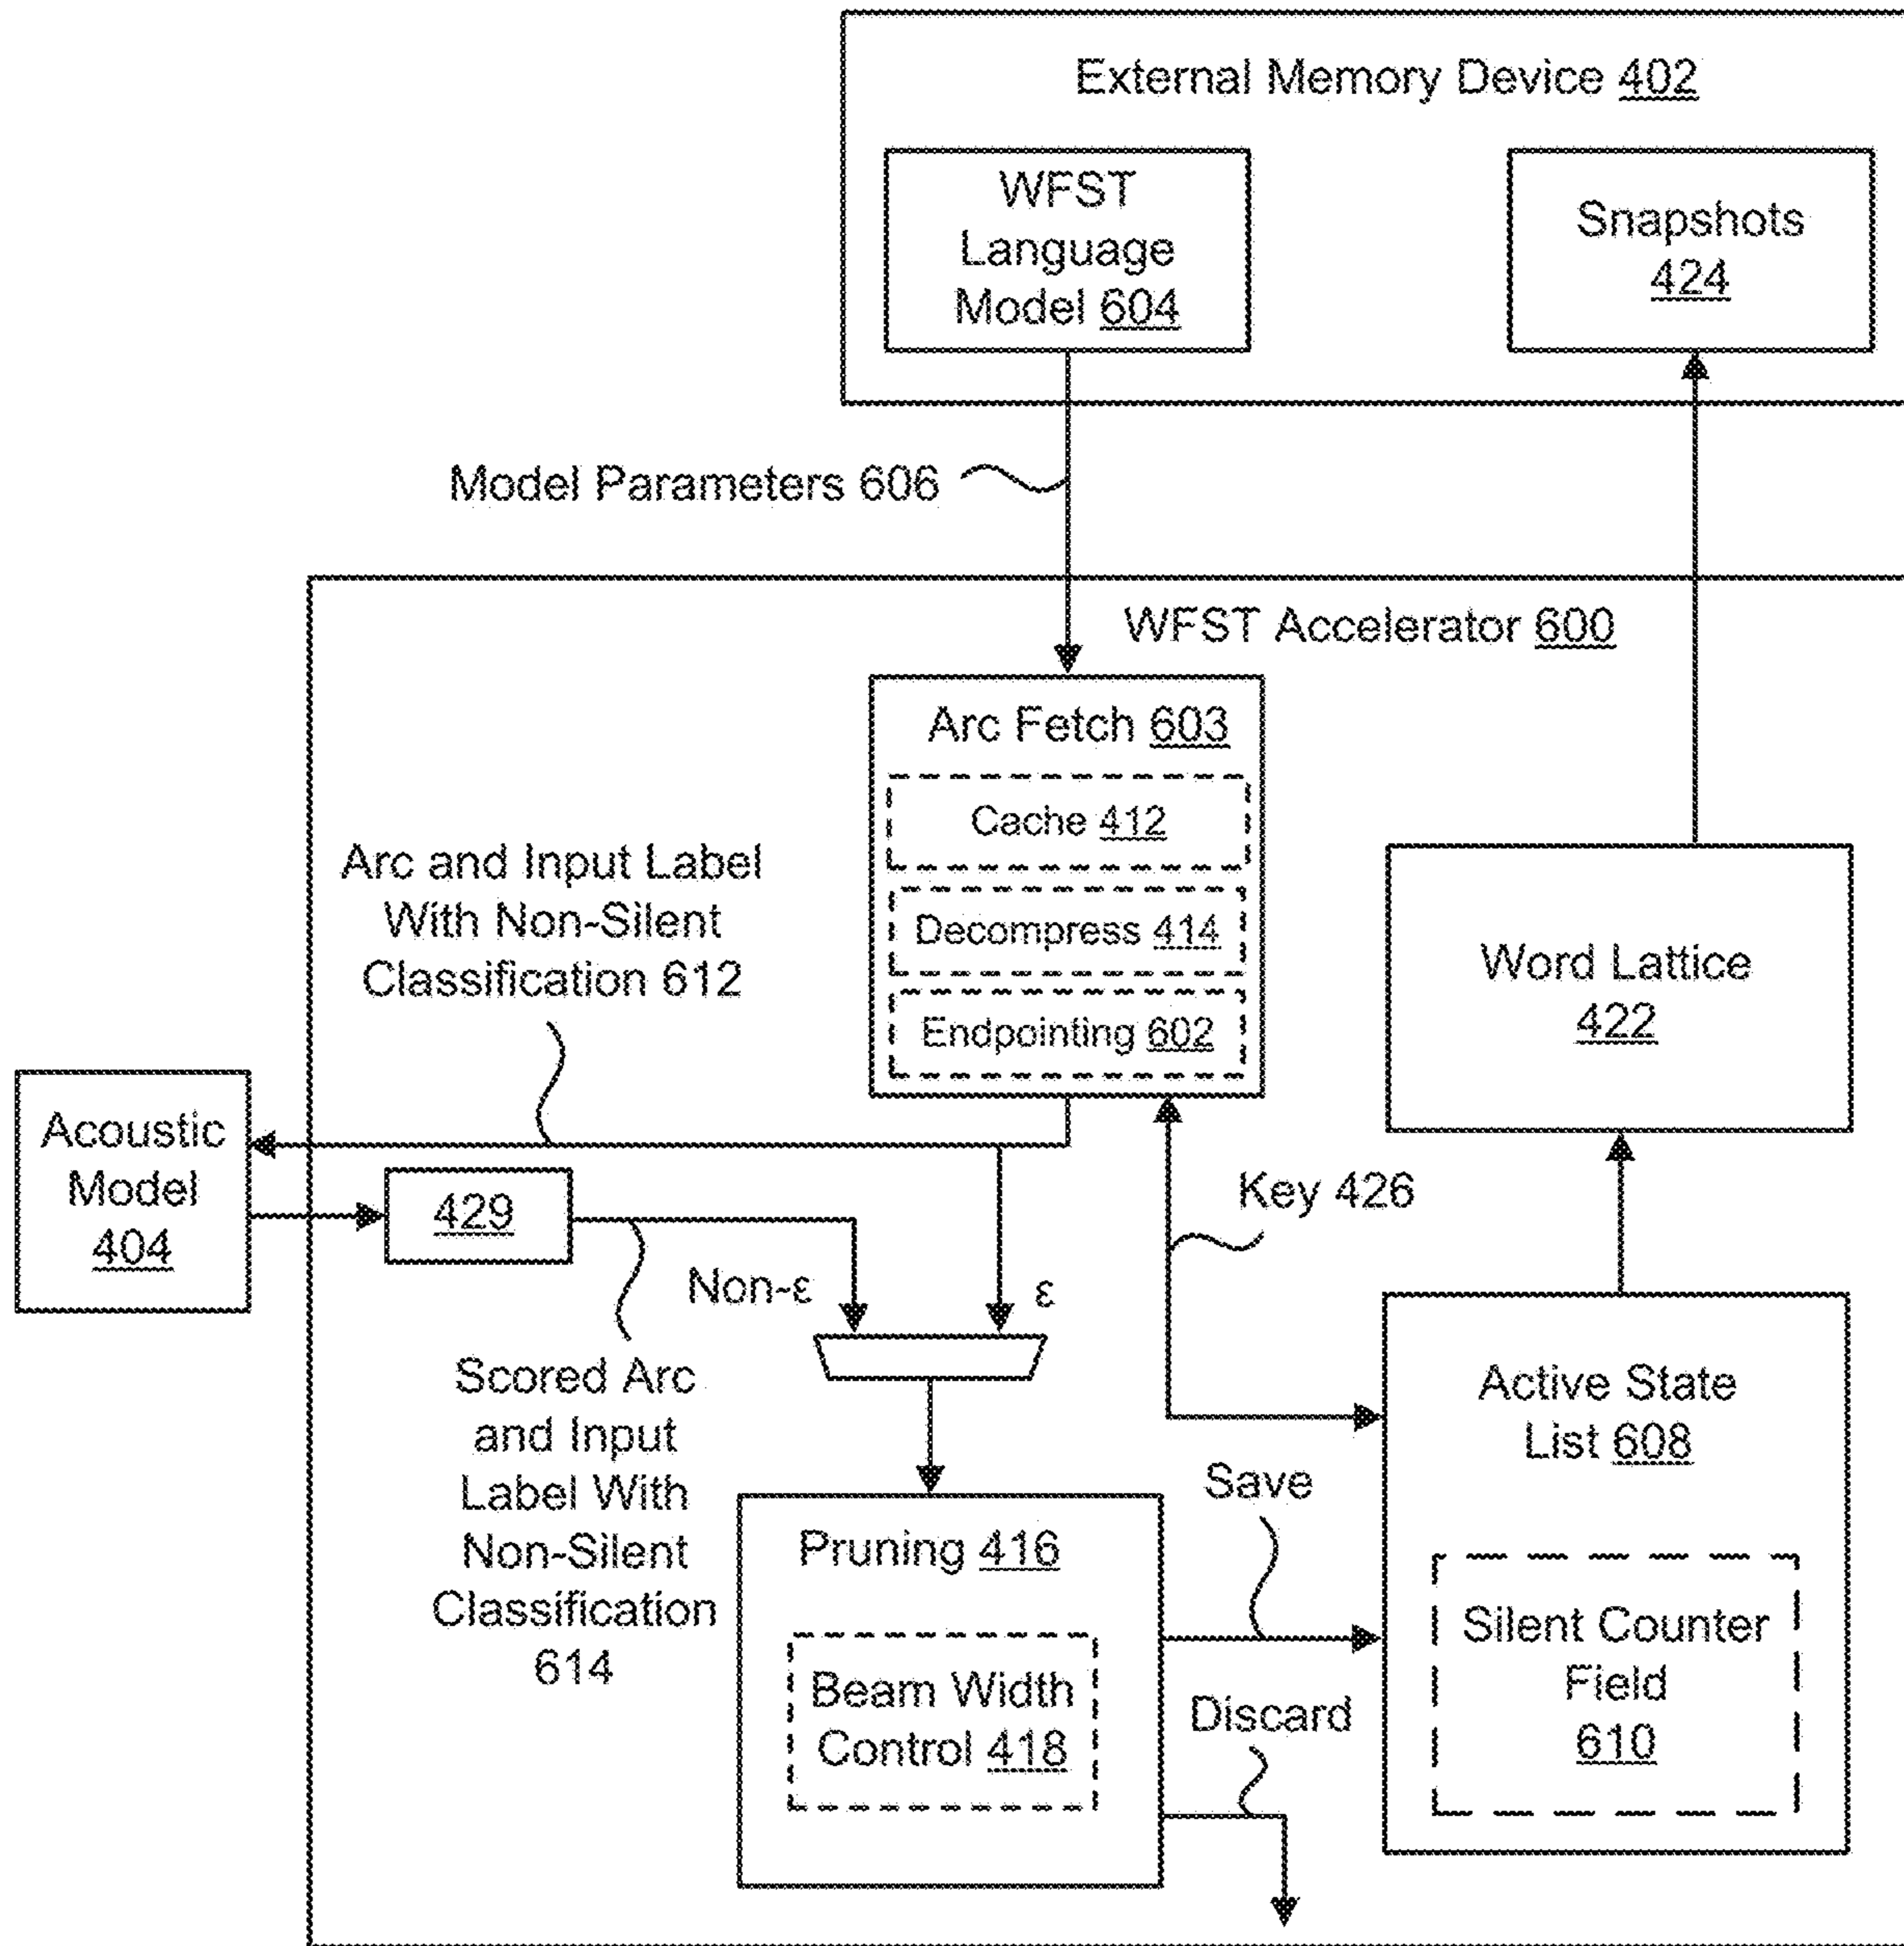 External Memory Device 402
WFST
Language
Model 604
Snapshots
424
Model Parameters 606
WFST Accelerator 600
Arc Fetch 603
Cache 412
Decompress 414
Endpointing 602
Arc and Input Label
With Non-Silent
Classification 612
Word Lattice
422
Acoustic
Model
404
429
Key 426
Non-ε
ε
Scored Arc
and Input
Label With
Non-Silent
Classification
614
Active State
List 608
Save
Pruning 416
Silent Counter
Field
610
Beam Width
Control 418
Discard